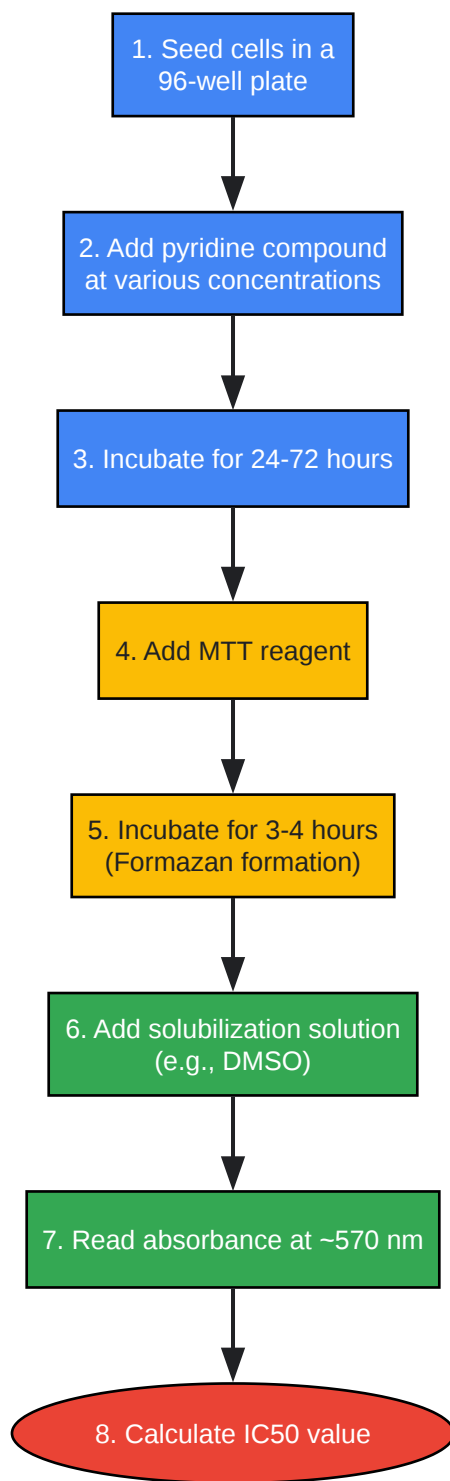 1. Seed cells in a
96-well plate
2. Add pyridine compound
at various concentrations
3. Incubate for 24-72 hours
4. Add MTT reagent
5. Incubate for 3-4 hours
(Formazan formation)
6. Add solubilization solution
(e.g., DMSO)
7. Read absorbance at ~570 nm
8. Calculate IC50 value